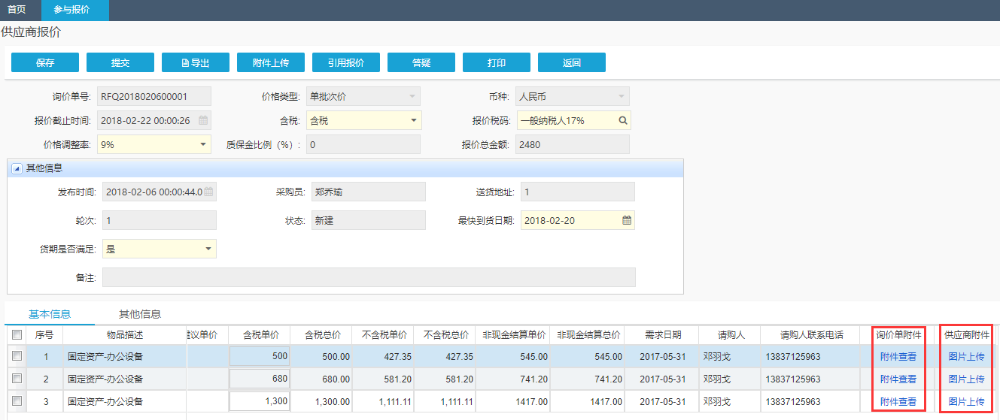 首页 参与报价
供应商报价
保存 提交 导出 附件上传 引用报价 答疑 打印 返回
询价单号: RFQ2018020600001 价格类型: 单批次价 币种: 人民币
报价截止时间: 2018-02-22 00:00:26 含税: 含税 报价税码: 一般纳税人17%
价格调整率: 9% 质保金比例（%）: 0 报价总金额: 2480
其他信息
发布时间: 2018-02-06 00:00:44.0 采购员: 郑乔瑜 送货地址: 1
轮次: 1 状态: 新建 最快到货日期: 2018-02-20
货期是否满足: 是
备注:
基本信息 其他信息
序号 物品描述 建议单价 含税单价 含税总价 不含税单价 不含税总价 非现金结算单价 非现金结算总价 需求日期 请购人 请购人联系电话 询价单附件 供应商附件
1 固定资产-办公设备 500 500.00 427.35 427.35 545.00 545.00 2017-05-31 邓羽戈 13837125963 附件查看 图片上传
2 固定资产-办公设备 680 680.00 581.20 581.20 741.20 741.20 2017-05-31 邓羽戈 13837125963 附件查看 图片上传
3 固定资产-办公设备 1,300 1,300.00 1,111.11 1,111.11 1417.00 1417.00 2017-05-31 邓羽戈 13837125963 附件查看 图片上传